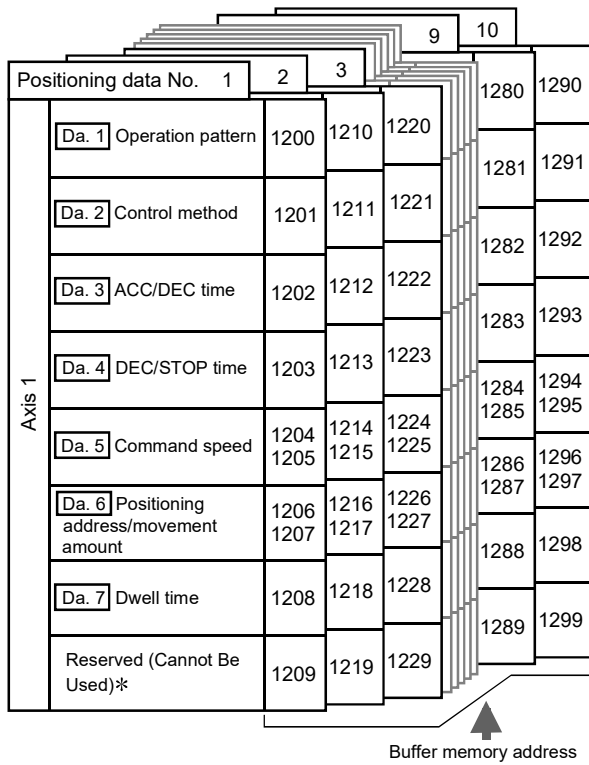 9 10
Positioning data No. 1 2 3
Axis 1
Da. 1 Operation pattern 1200 1210 1220 1280 1290
Da. 2 Control method 1201 1211 1221 1281 1291
Da. 3 ACC/DEC time 1202 1212 1222 1282 1292
Da. 4 DEC/STOP time 1203 1213 1223 1283 1293
Da. 5 Command speed 1204 1214 1224 1284 1294
1205 1215 1225 1285 1295
Da. 6 Positioning 1206 1216 1226 1286 1296
address/movement 1207 1217 1227 1287 1297
amount
Da. 7 Dwell time 1208 1218 1228 1288 1298
Reserved (Cannot Be
Used)* 1209 1219 1229 1289 1299
Buffer memory address